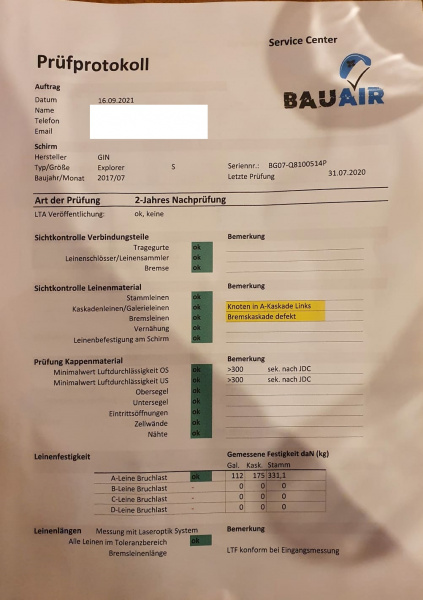 Service Center
Prüfprotokoll
BAUAIR
Auftrag
Datum 16.09.2021
Name
Telefon
Email
Schirm
Hersteller GIN
Typ/Größe Explorer S Seriennr.: BG07-Q8100514P
Baujahr/Monat 2017/07 Letzte Prüfung 31.07.2020
Art der Prüfung 2-Jahres Nachprüfung
LTA Veröffentlichung: ok, keine
Sichtkontrolle Verbindungsteile Bemerkung
Tragegurte ok
Leinenschlösser/Leinensammler ok
Bremse ok
Sichtkontrolle Leinenmaterial Bemerkung
Stammleinen ok
Kaskadenleinen/Galerieleinen ok Knoten in A-Kaskade Links
Bremsleinen ok Bremskaskade defekt
Vernähung ok
Leinenbefestigung am Schirm ok
Prüfung Kappenmaterial Bemerkung
Minimalwert Luftdurchlässigkeit OS ok >300 sek. nach JDC
Minimalwert Luftdurchlässigkeit US ok >300 sek. nach JDC
Obersegel ok
Untersegel ok
Eintrittsöffnungen ok
Zellwände ok
Nähte ok
Leinenfestigkeit Gemessene Festigkeit daN (kg)
Gal. Kask. Stamm
A-Leine Bruchlast ok 112 175 331,1
B-Leine Bruchlast - 0 0 0
C-Leine Bruchlast - 0 0 0
D-Leine Bruchlast - 0 0 0
Leinenlängen Messung mit Laseroptik System Bemerkung
Alle Leinen im Toleranzbereich ok
Bremsleinenlänge LTF konform bei Eingangsmessung